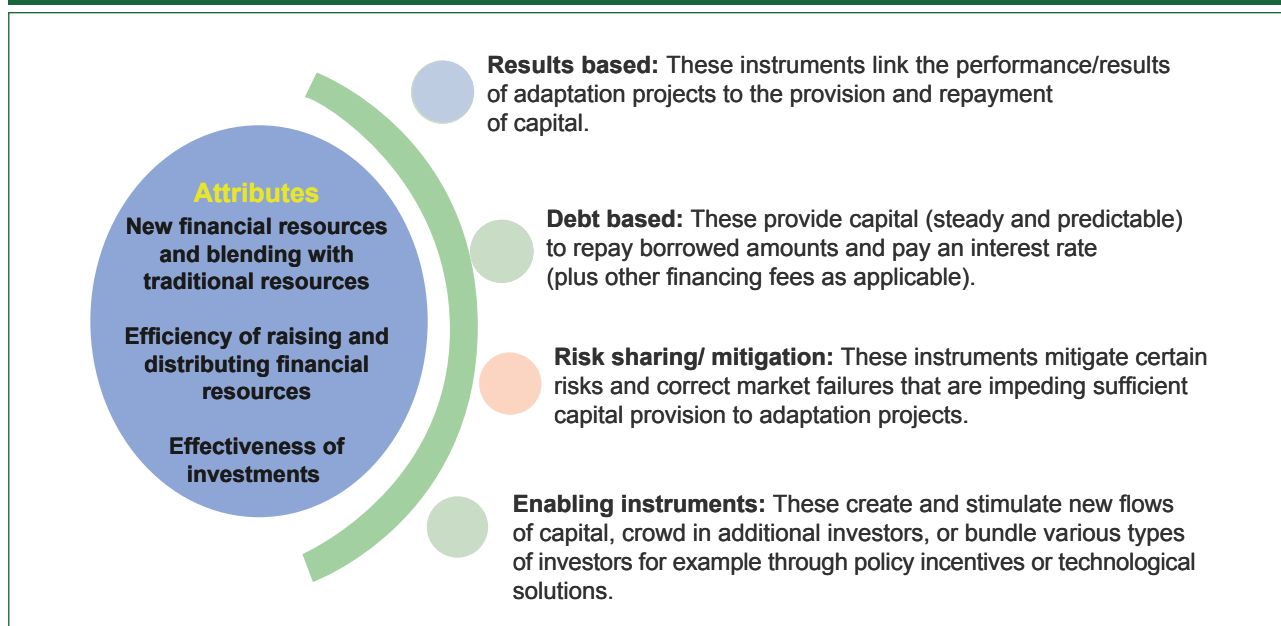 Attributes
New financial resources
and blending with
traditional resources
Efficiency of raising and
distributing financial
resources
Effectiveness of
investments
Results based: These instruments link the performance/results
of adaptation projects to the provision and repayment
of capital.
Debt based: These provide capital (steady and predictable)
to repay borrowed amounts and pay an interest rate
(plus other financing fees as applicable).
Risk sharing/ mitigation: These instruments mitigate certain
risks and correct market failures that are impeding sufficient
capital provision to adaptation projects.
Enabling instruments: These create and stimulate new flows
of capital, crowd in additional investors, or bundle various types
of investors for example through policy incentives or technological
solutions.